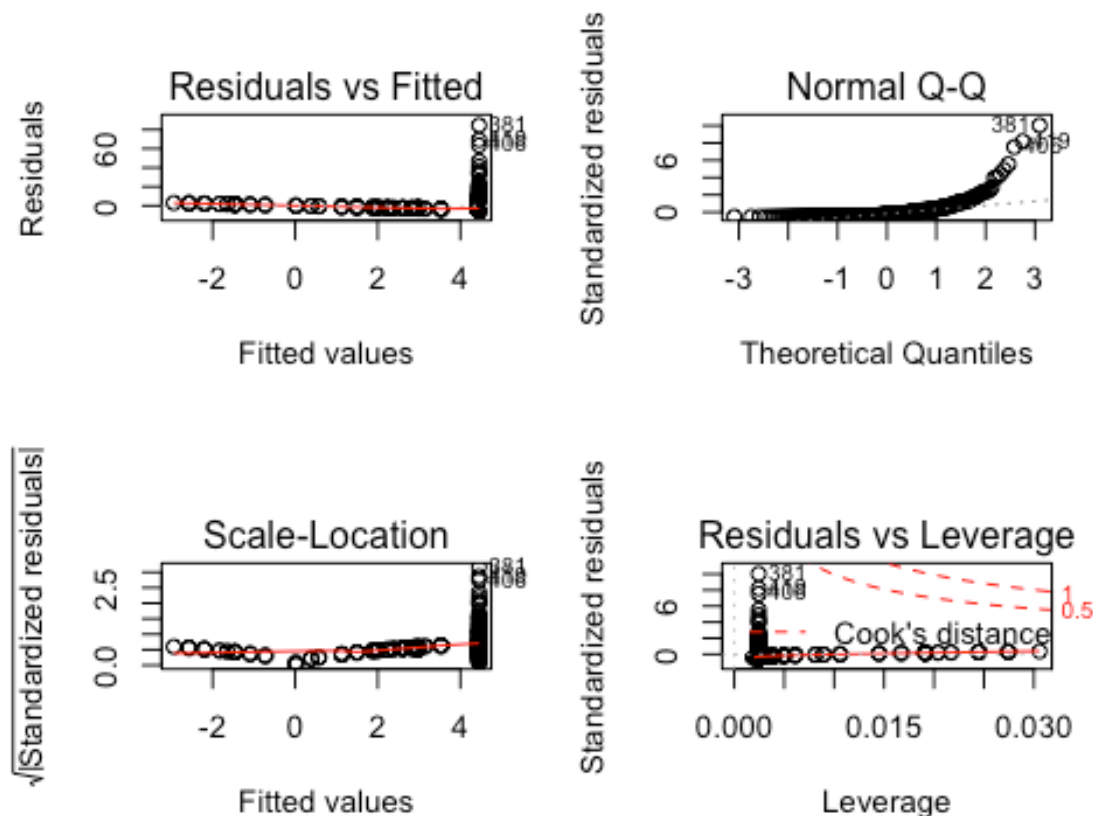 Residuals vs Fitted
Residuals
60
0
381
-2 0 2 4
Fitted values
Normal Q-Q
Standardized residuals
6
0
381
-3 -1 0 1 2 3
Theoretical Quantiles
Scale-Location
√|Standardized residuals|
2.5
0.0
381
-2 0 2 4
Fitted values
Residuals vs Leverage
Standardized residuals
6
0
381
1
0.5
Cook's distance
0.000 0.015 0.030
Leverage